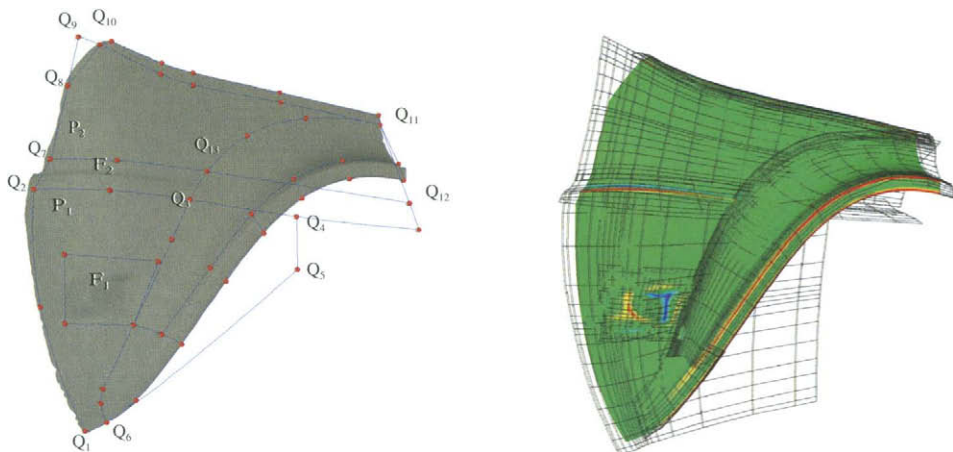 Q₉ Q₁₀
Q₈
P₂
Q₁₁
Q₇ F₂ Q₁₃
Q₂
P₁ Q₃ Q₁₂
Q₄
F₁ Q₅
Q₁ Q₆